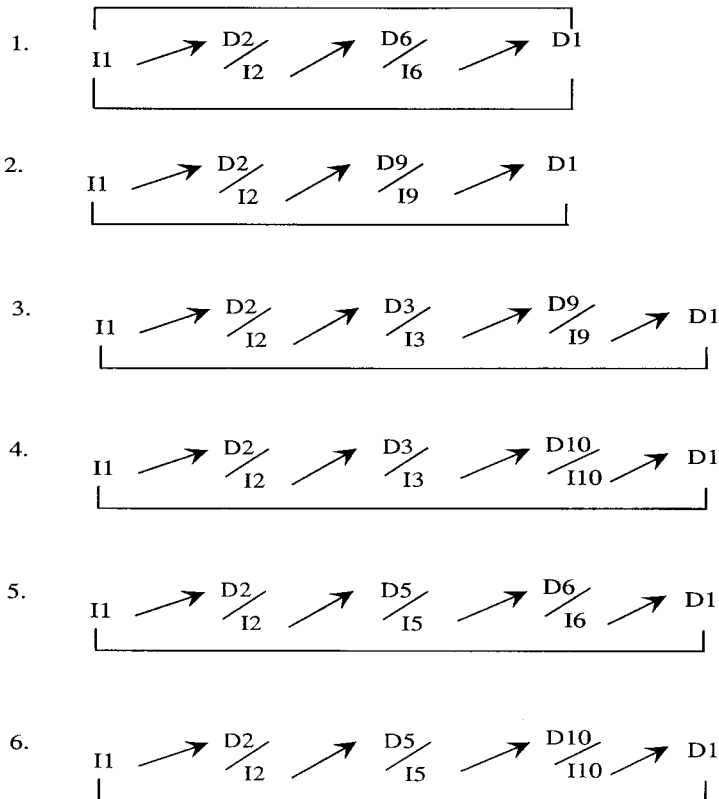 1. I1 D2/I2 D6/I6 D1
2. I1 D2/I2 D9/I9 D1
3. I1 D2/I2 D3/I3 D9/I9 D1
4. I1 D2/I2 D3/I3 D10/I10 D1
5. I1 D2/I2 D5/I5 D6/I6 D1
6. I1 D2/I2 D5/I5 D10/I10 D1